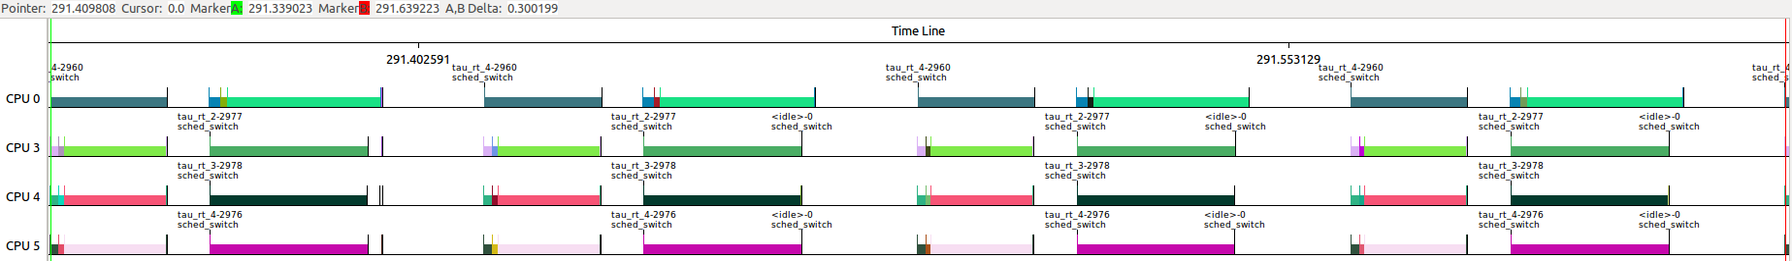 Pointer: 291.409808 Cursor: 0.0 MarkerA: 291.339023 Marker B: 291.639223 A,B Delta: 0.300199
Time Line
291.402591 291.553129
4-2960 tau_rt_4-2960 tau_rt_4-2960 tau_rt_4-2960 tau_rt_4
switch sched_switch sched_switch sched_switch sched_s
CPU 0
tau_rt_2-2977 tau_rt_2-2977 <idle>-0 tau_rt_2-2977 <idle>-0 tau_rt_2-2977 <idle>-0
sched_switch sched_switch sched_switch sched_switch sched_switch sched_switch sched_switch
CPU 3
tau_rt_3-2978 tau_rt_3-2978 tau_rt_3-2978 tau_rt_3-2978
sched_switch sched_switch sched_switch sched_switch
CPU 4
tau_rt_4-2976 tau_rt_4-2976 <idle>-0 tau_rt_4-2976 <idle>-0 tau_rt_4-2976 <idle>-0
sched_switch sched_switch sched_switch sched_switch sched_switch sched_switch sched_switch
CPU 5